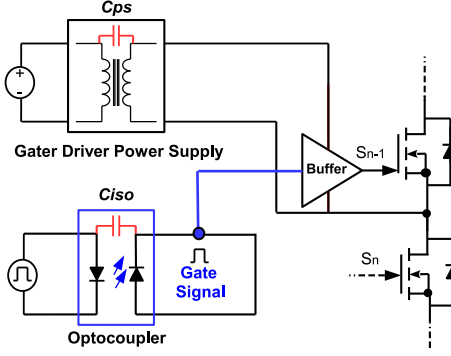 Cps
+
-
Gater Driver Power Supply
Buffer
Sn-1
Ciso
Gate
Signal
Sn
Optocoupler